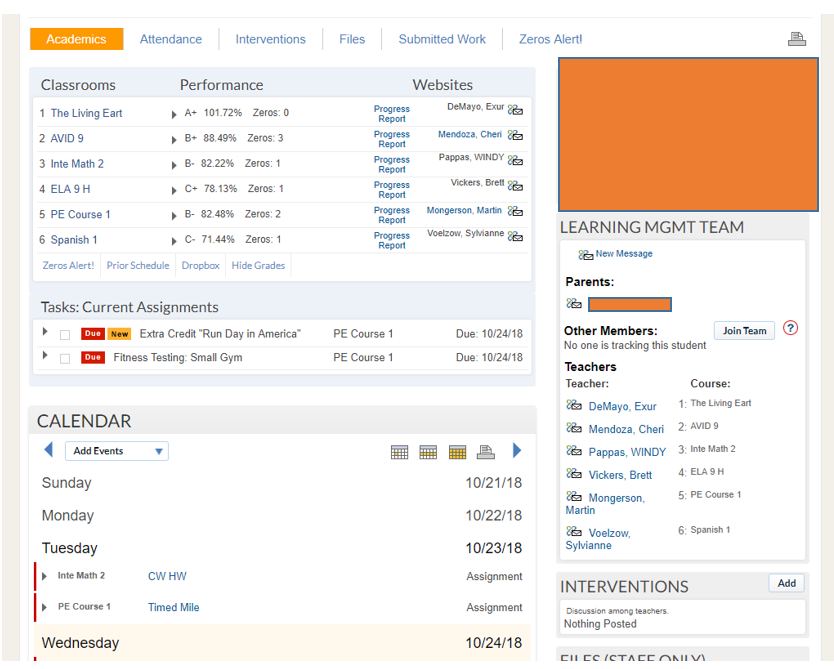 Academics Attendance Interventions Files Submitted Work Zeros Alert!
Classrooms Performance Websites
1 The Living Eart A+ 101.72% Zeros: 0 Progress Report DeMayo, Exur
2 AVID 9 B+ 88.49% Zeros: 3 Progress Report Mendoza, Cheri
3 Inte Math 2 B- 82.22% Zeros: 1 Progress Report Pappas, WINDY
4 ELA 9 H C+ 78.13% Zeros: 1 Progress Report Vickers, Brett
5 PE Course 1 B- 82.48% Zeros: 2 Progress Report Mongerson, Martin
6 Spanish 1 C- 71.44% Zeros: 1 Progress Report Voelzow, Sylvianne
Zeros Alert! Prior Schedule Dropbox Hide Grades
Tasks: Current Assignments
Due New Extra Credit "Run Day in America" PE Course 1 Due: 10/24/18
Due Fitness Testing: Small Gym PE Course 1 Due: 10/24/18
CALENDAR
Add Events
Sunday 10/21/18
Monday 10/22/18
Tuesday 10/23/18
Inte Math 2 CW HW Assignment
PE Course 1 Timed Mile Assignment
Wednesday 10/24/18
LEARNING MGMT TEAM
New Message
Parents:
Other Members: Join Team ?
No one is tracking this student
Teachers
Teacher: Course:
DeMayo, Exur 1: The Living Eart
Mendoza, Cheri 2: AVID 9
Pappas, WINDY 3: Inte Math 2
Vickers, Brett 4: ELA 9 H
Mongerson, Martin 5: PE Course 1
Voelzow, Sylvianne 6: Spanish 1
INTERVENTIONS Add
Discussion among teachers.
Nothing Posted
FILES (STAFF ONLY)